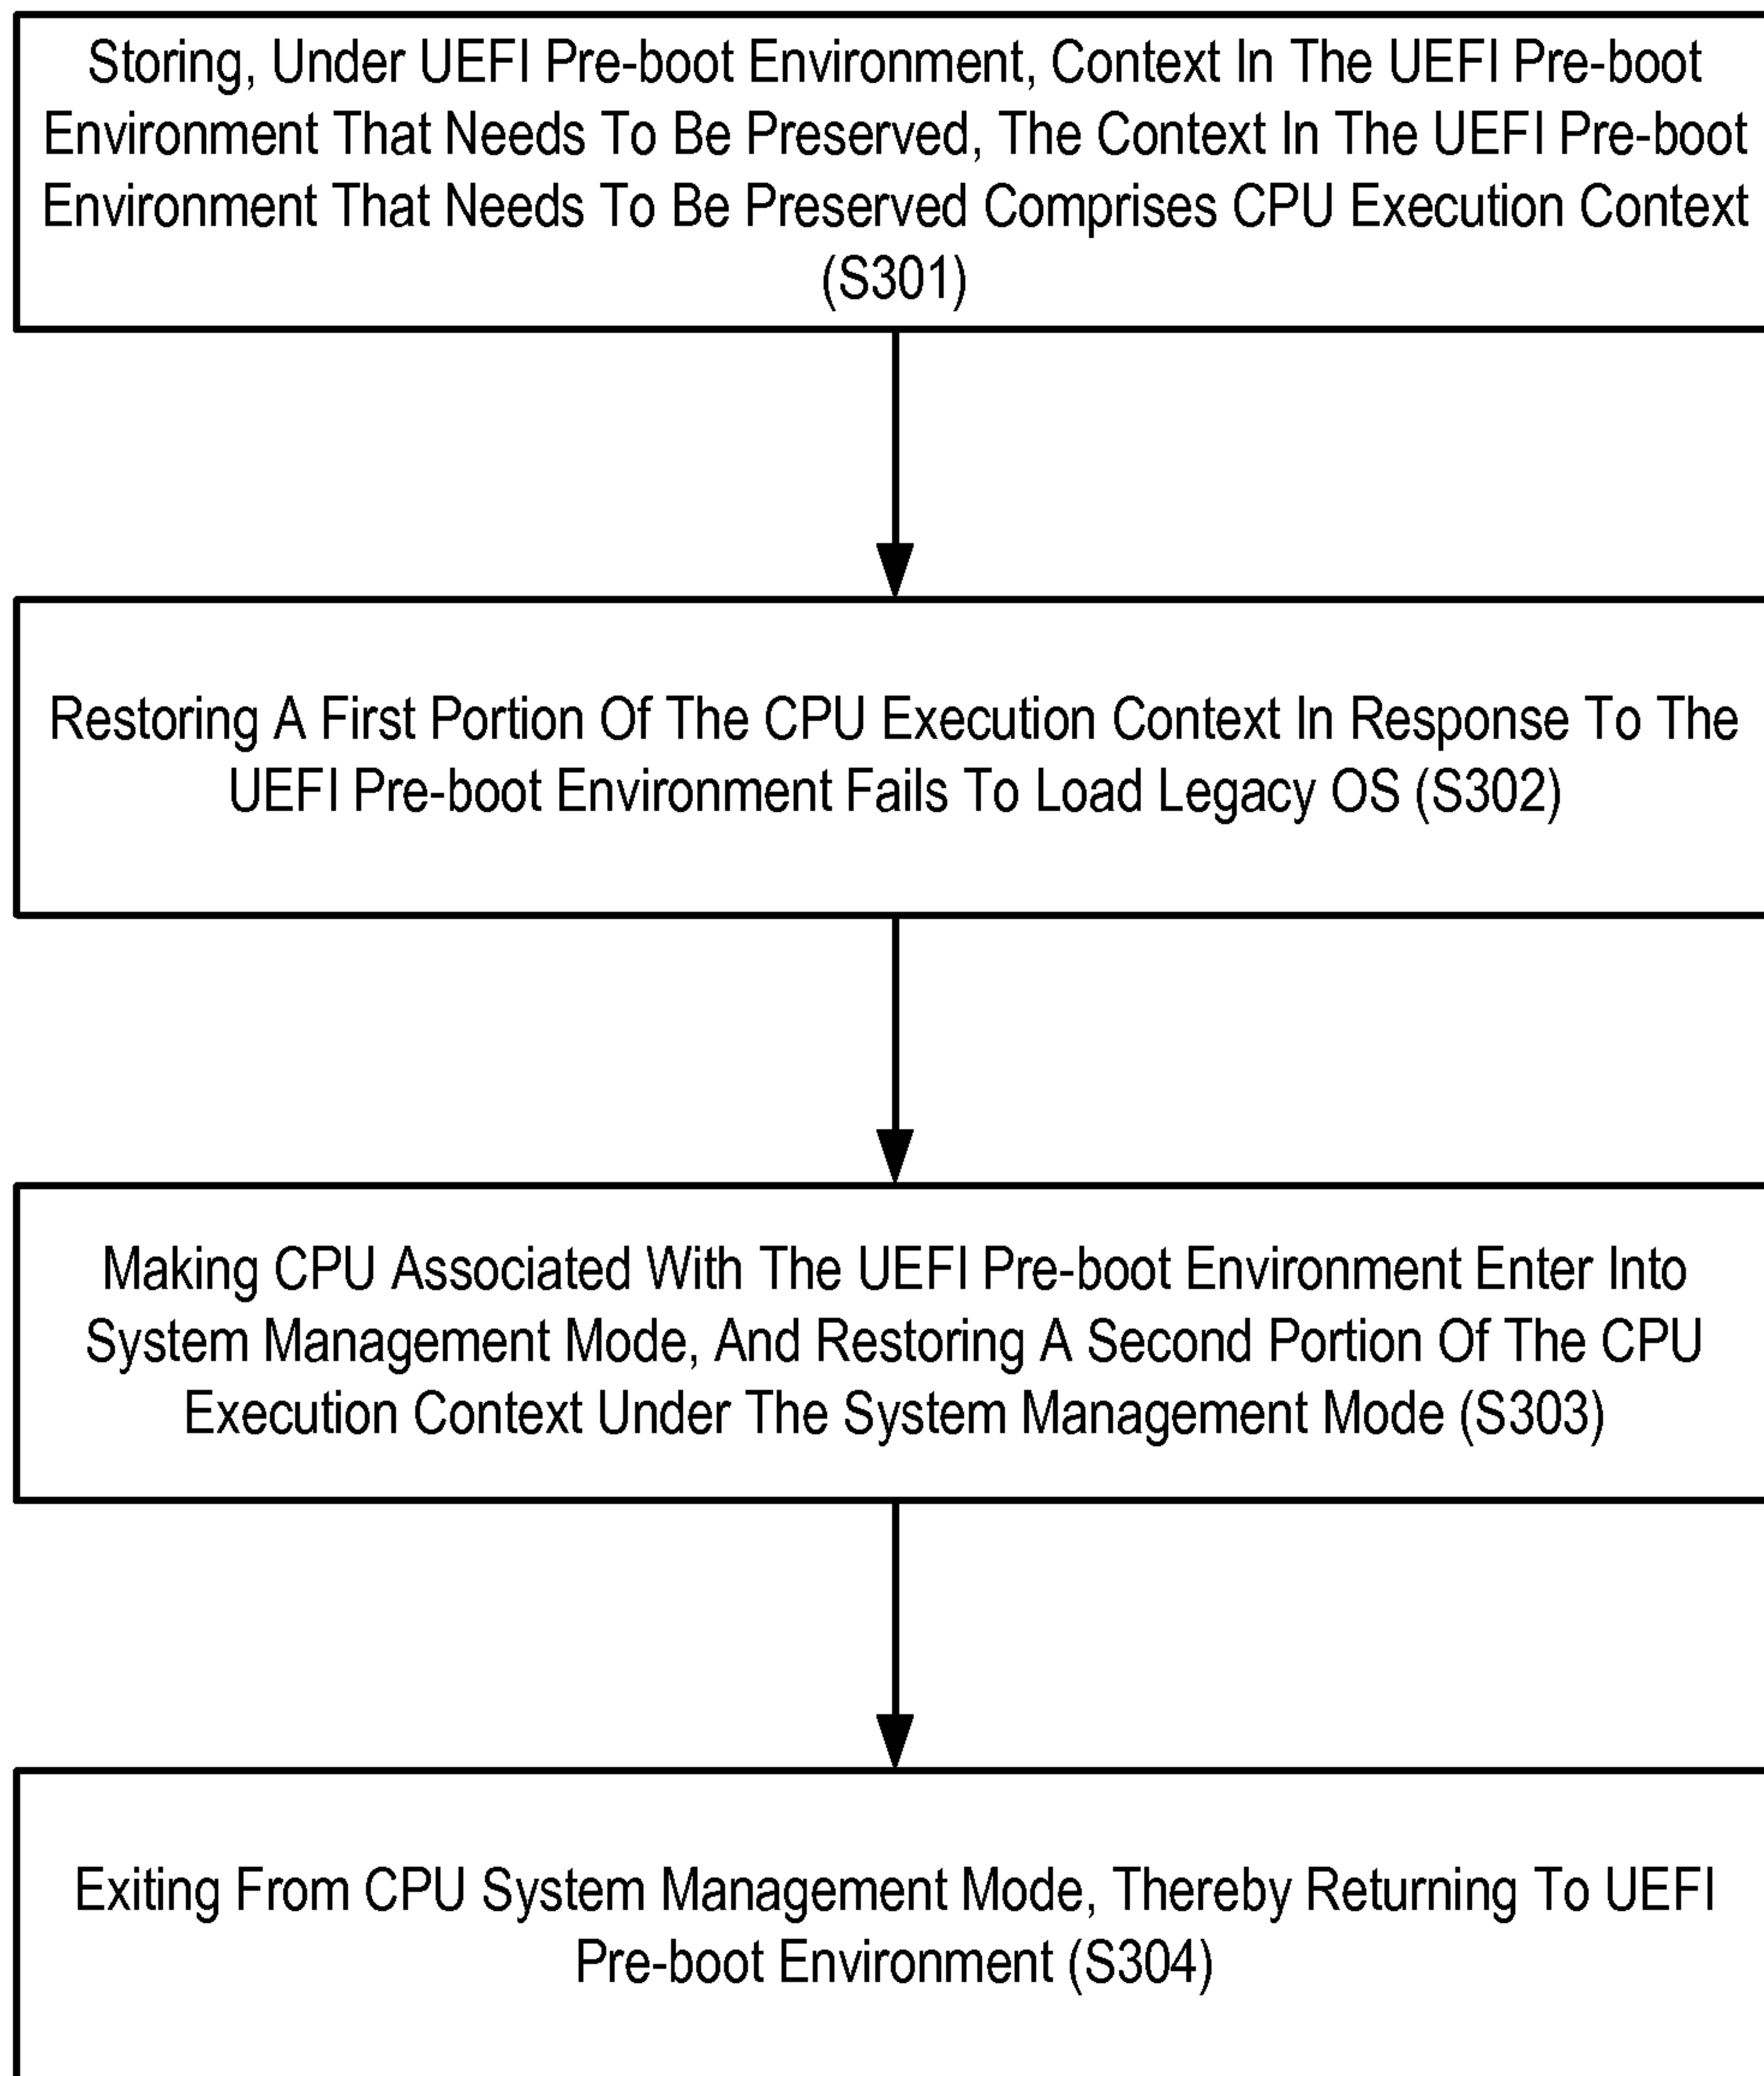 Storing, Under UEFI Pre-boot Environment, Context In The UEFI Pre-boot
Environment That Needs To Be Preserved, The Context In The UEFI Pre-boot
Environment That Needs To Be Preserved Comprises CPU Execution Context
(S301)
Restoring A First Portion Of The CPU Execution Context In Response To The
UEFI Pre-boot Environment Fails To Load Legacy OS (S302)
Making CPU Associated With The UEFI Pre-boot Environment Enter Into
System Management Mode, And Restoring A Second Portion Of The CPU
Execution Context Under The System Management Mode (S303)
Exiting From CPU System Management Mode, Thereby Returning To UEFI
Pre-boot Environment (S304)